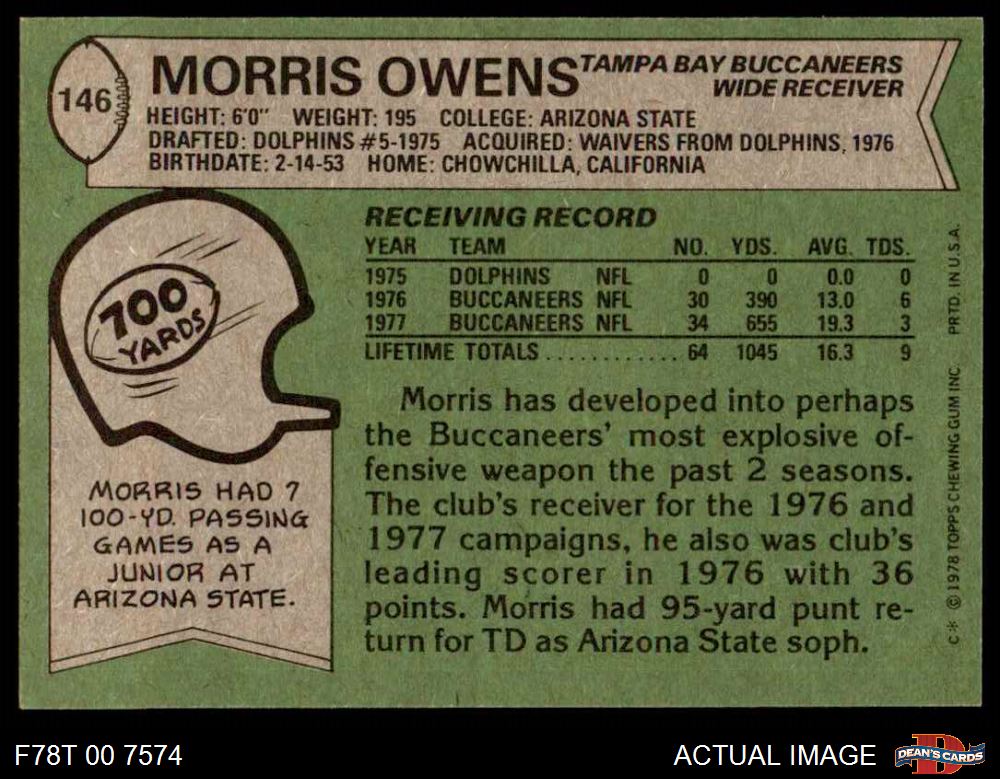 146
MORRIS OWENS
TAMPA BAY BUCCANEERS
WIDE RECEIVER
HEIGHT: 6'0" WEIGHT: 195 COLLEGE: ARIZONA STATE
DRAFTED: DOLPHINS #5-1975 ACQUIRED: WAIVERS FROM DOLPHINS, 1976
BIRTHDATE: 2-14-53 HOME: CHOWCHILLA, CALIFORNIA
700
YARDS
MORRIS HAD 7
100-YD. PASSING
GAMES AS A
JUNIOR AT
ARIZONA STATE.
RECEIVING RECORD
YEAR TEAM NO. YDS. AVG. TDS.
1975 DOLPHINS NFL 0 0 0.0 0
1976 BUCCANEERS NFL 30 390 13.0 6
1977 BUCCANEERS NFL 34 655 19.3 3
LIFETIME TOTALS ............ 64 1045 16.3 9
Morris has developed into perhaps
the Buccaneers' most explosive of-
fensive weapon the past 2 seasons.
The club's receiver for the 1976 and
1977 campaigns, he also was club's
leading scorer in 1976 with 36
points. Morris had 95-yard punt re-
turn for TD as Arizona State soph.
C * © 1978 TOPPS CHEWING GUM INC. PRTD. IN U.S.A.
F78T 00 7574
ACTUAL IMAGE
DEAN'S CARDS